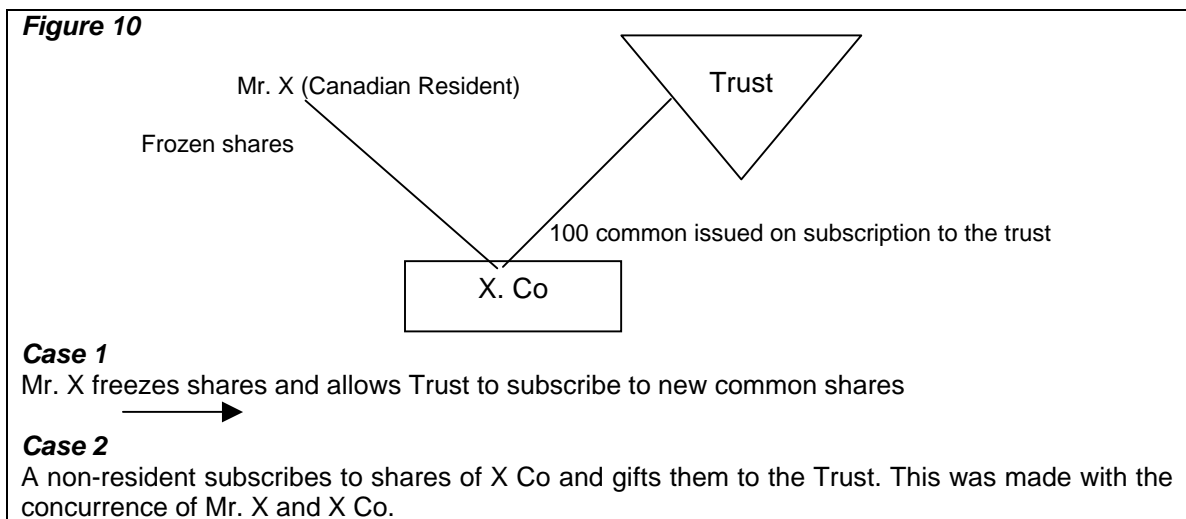 Figure 10
Mr. X (Canadian Resident)
Trust
Frozen shares
100 common issued on subscription to the trust
X. Co
Case 1
Mr. X freezes shares and allows Trust to subscribe to new common shares
Case 2
A non-resident subscribes to shares of X Co and gifts them to the Trust. This was made with the
concurrence of Mr. X and X Co.